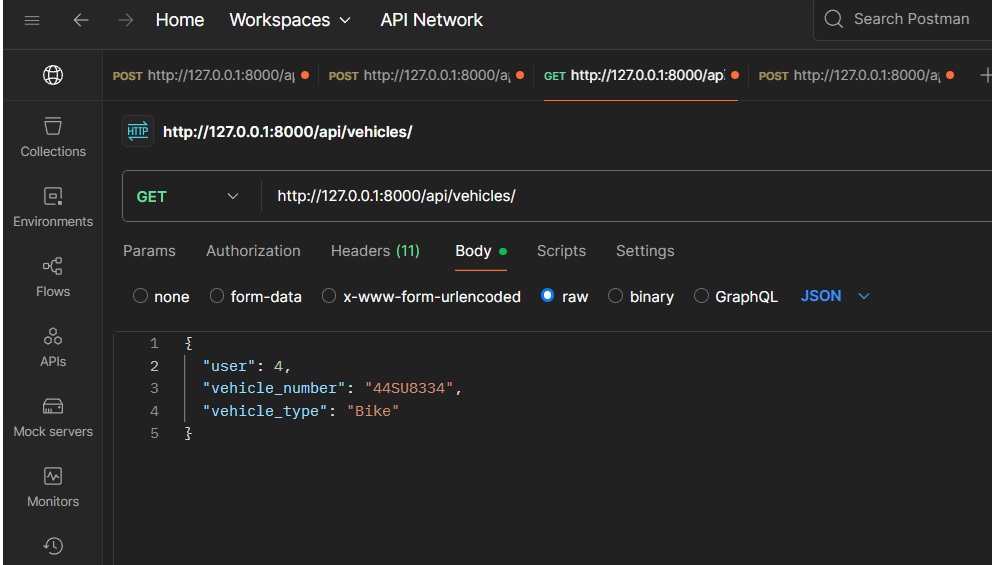 Home Workspaces API Network Search Postman
POST http://127.0.0.1:8000/a POST http://127.0.0.1:8000/a GET http://127.0.0.1:8000/ap POST http://127.0.0.1:8000/a
HTTP http://127.0.0.1:8000/api/vehicles/
Collections
GET http://127.0.0.1:8000/api/vehicles/
Environments
Params Authorization Headers (11) Body Scripts Settings
Flows
none form-data x-www-form-urlencoded raw binary GraphQL JSON
1 {
2 "user": 4,
3 "vehicle_number": "44SU8334",
4 "vehicle_type": "Bike"
5 }
APIs
Mock servers
Monitors